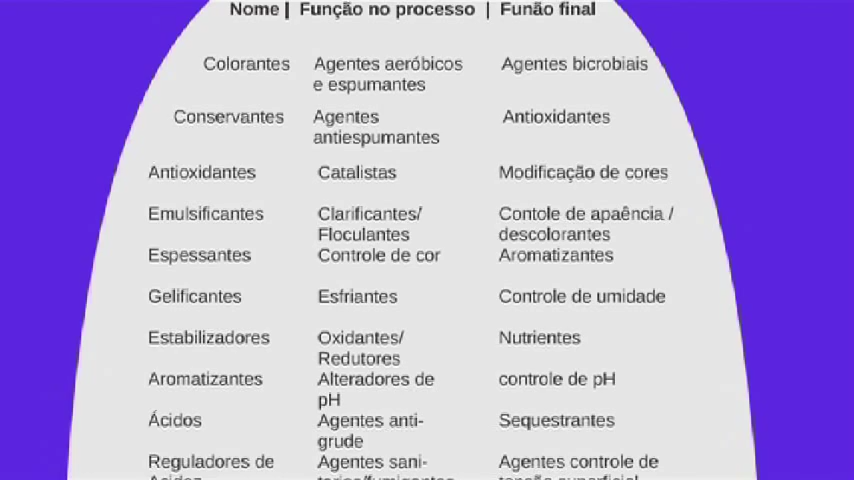 Nome | Função no processo | Funão final
Colorantes Agentes aeróbicos Agentes bicrobiais
e espumantes
Conservantes Agentes Antioxidantes
antiespumantes
Antioxidantes Catalistas Modificação de cores
Emulsificantes Clarificantes/ Contole de apaência /
Floculantes descolorantes
Espessantes Controle de cor Aromatizantes
Gelificantes Esfriantes Controle de umidade
Estabilizadores Oxidantes/ Nutrientes
Redutores
Aromatizantes Alteradores de controle de pH
pH
Ácidos Agentes anti- Sequestrantes
grude
Reguladores de Agentes sani- Agentes controle de